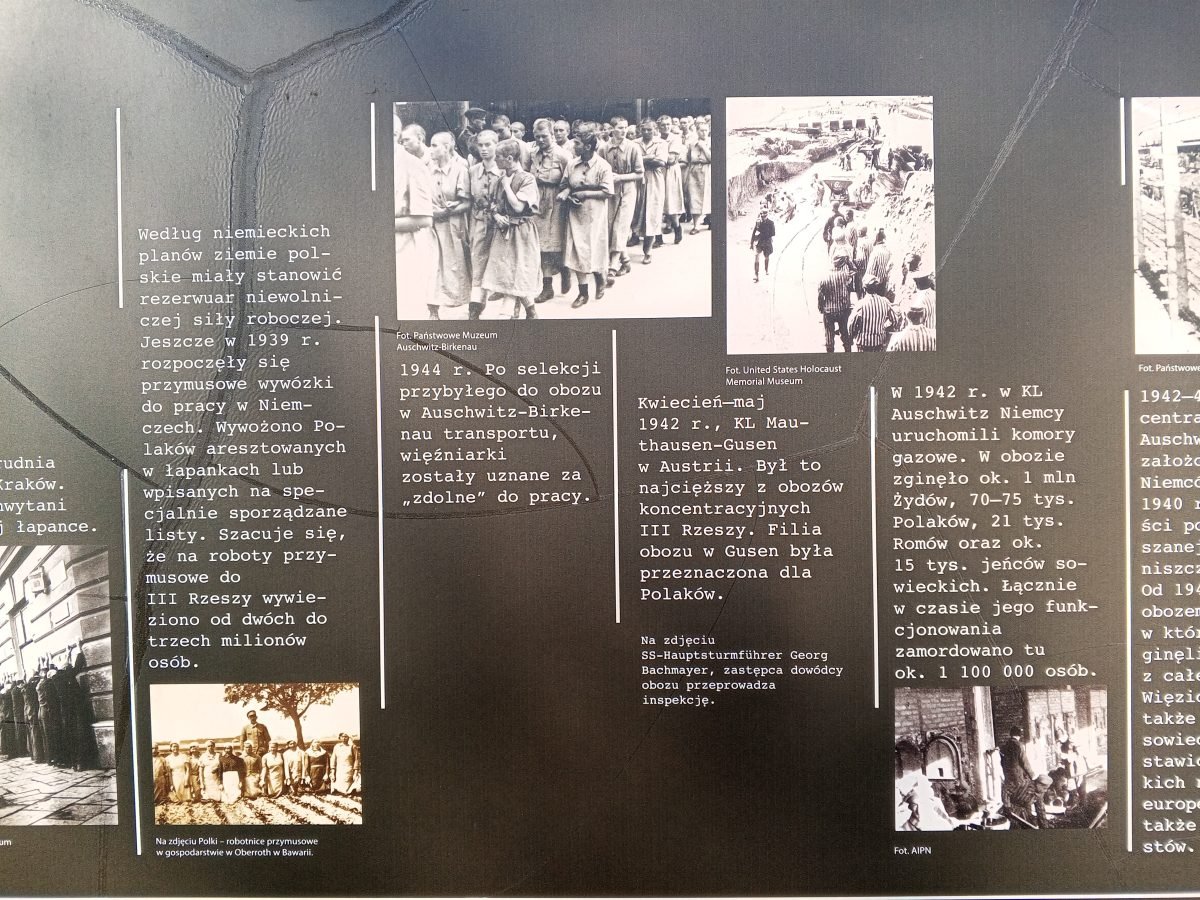 rudnia
Kraków.
hwytani
j łapance.
Według niemieckich
planów ziemie pol-
skie miały stanowić
rezerwuar niewolni-
czej siły roboczej.
Jeszcze w 1939 r.
rozpoczęły się
przymusowe wywózki
do pracy w Niem-
czech. Wywożono Po-
laków aresztowanych
w łapankach lub
wpisanych na spe-
cjalnie sporządzane
listy. Szacuje się,
że na roboty przy-
musowe do
III Rzeszy wywie-
ziono od dwóch do
trzech milionów
osób.
Na zdjęciu Polki – robotnice przymusowe
w gospodarstwie w Oberroth w Bawarii.
Fot. Państwowe Muzeum
Auschwitz-Birkenau
1944 r. Po selekcji
przybyłego do obozu
w Auschwitz-Birke-
nau transportu,
więźniarki
zostały uznane za
„zdolne” do pracy.
Fot. United States Holocaust
Memorial Museum
Kwiecień–maj
1942 r., KL Mau-
thausen-Gusen
w Austrii. Był to
najcięższy z obozów
koncentracyjnych
III Rzeszy. Filia
obozu w Gusen była
przeznaczona dla
Polaków.
Na zdjęciu
SS-Hauptsturmführer Georg
Bachmayer, zastępca dowódcy
obozu przeprowadza
inspekcję.
W 1942 r. w KL
Auschwitz Niemcy
uruchomili komory
gazowe. W obozie
zginęło ok. 1 mln
Żydów, 70–75 tys.
Polaków, 21 tys.
Romów oraz ok.
15 tys. jeńców so-
wieckich. Łącznie
w czasie jego funk-
cjonowania
zamordowano tu
ok. 1 100 000 osób.
Fot. AIPN
Fot. Państwowe
1942–4
centra
Auschw
założo
Niemcó
1940
ści po
szanej
niszcz
Od 194
obozem
w któr
ginęli
z całe
Więzio
także
sowiec
stawic
kich n
europe
także
stów.